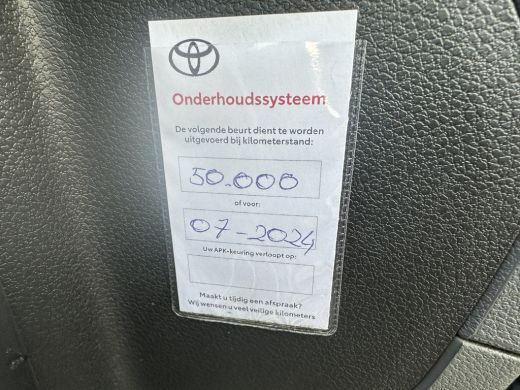 Onderhoudssysteem
De volgende beurt dient te worden
uitgevoerd bij kilometerstand:
50.000
of voor:
07-2024
Uw APK-keuring verloopt op:
Maakt u tijdig een afspraak?
Wij wensen u veel veilige kilometers